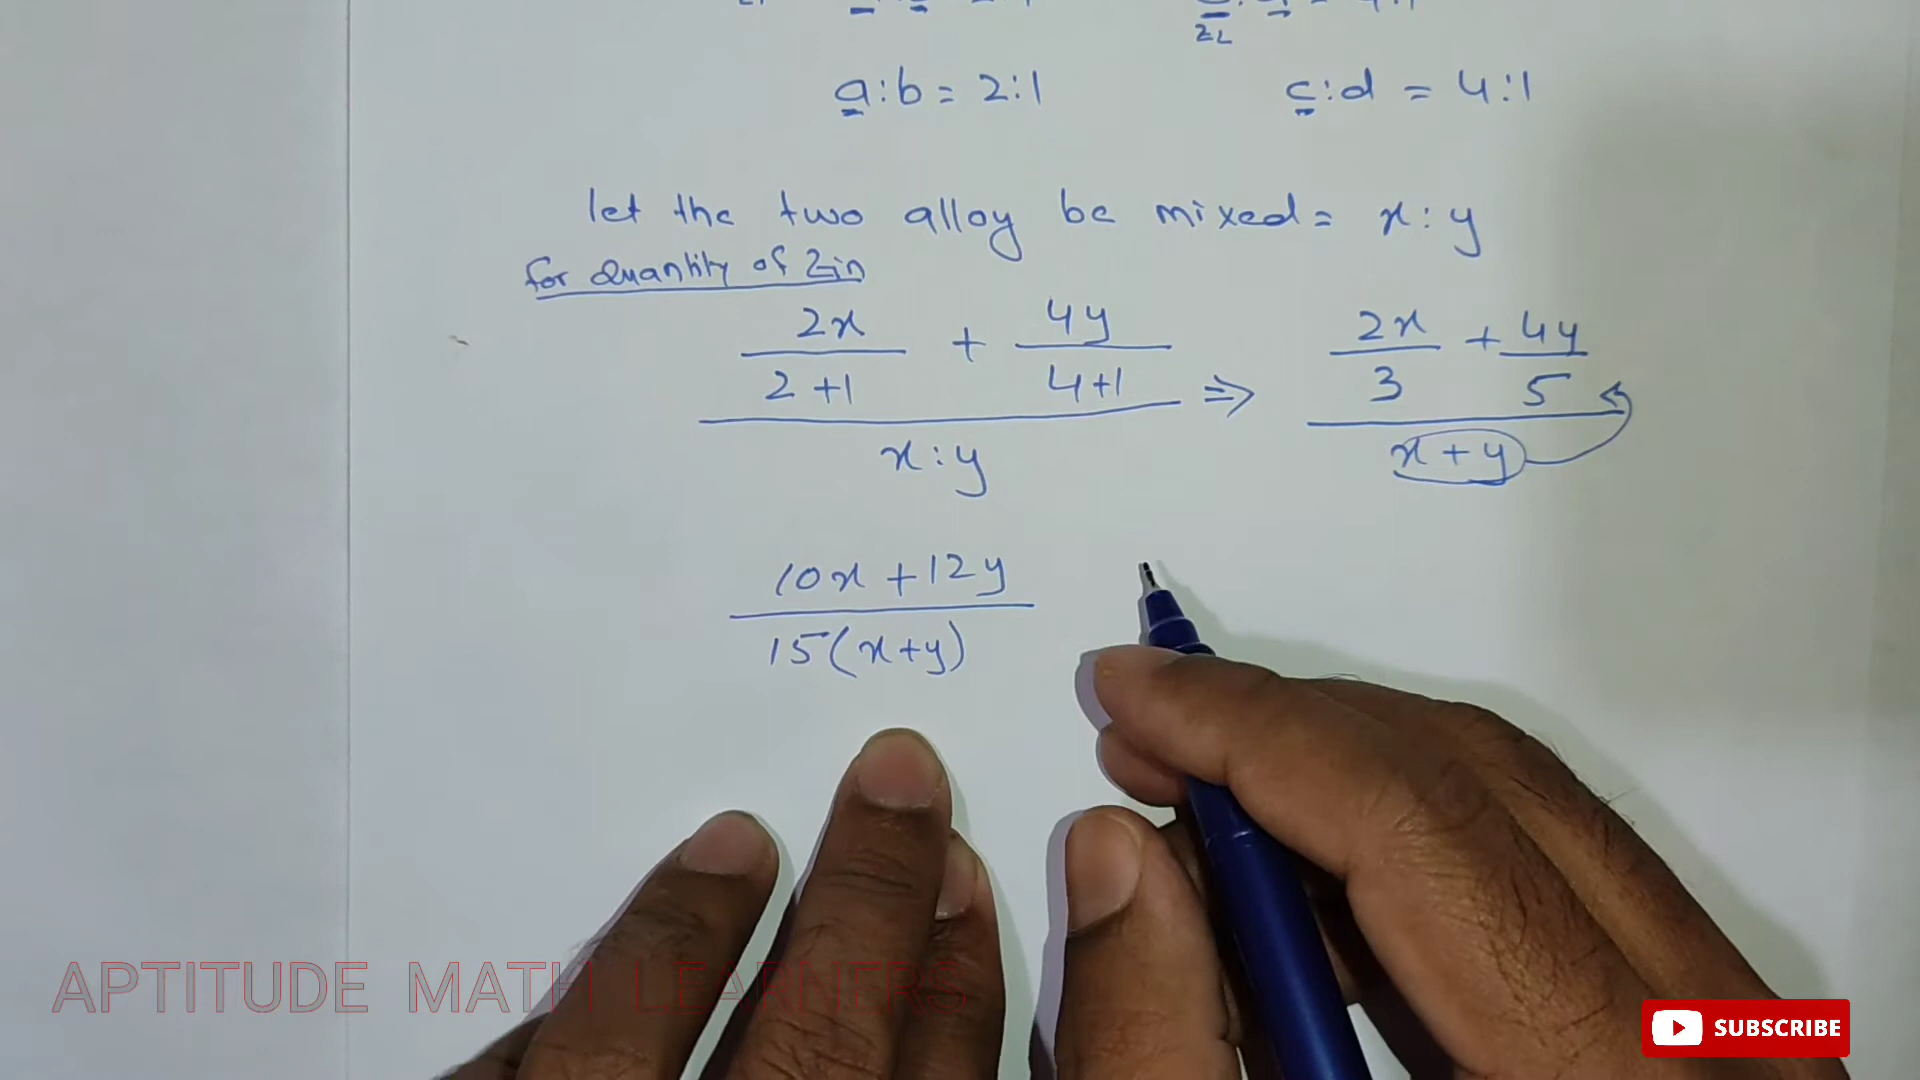 ZL
a:b = 2:1 c:d = 4:1
let the two alloy be mixed = x:y
for Quantity of Zin
2x/2+1 + 4y/4+1 ⇒ 2x/3 + 4y/5
x:y x+y
10x+12y
15(x+y)
APTITUDE MATH LEARNERS
SUBSCRIBE